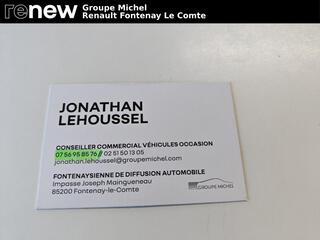 renew
Groupe Michel
Renault Fontenay Le Comte
JONATHAN
LEHOUSSEL
CONSEILLER COMMERCIAL VÉHICULES OCCASION
07 56 95 85 76 // 02 51 50 13 05
jonathan.lehoussel@groupemichel.com
FONTENAYSIENNE DE DIFFUSION AUTOMOBILE
Impasse Joseph Maingueneau
85200 Fontenay-le-Comte
GROUPE MICHEL